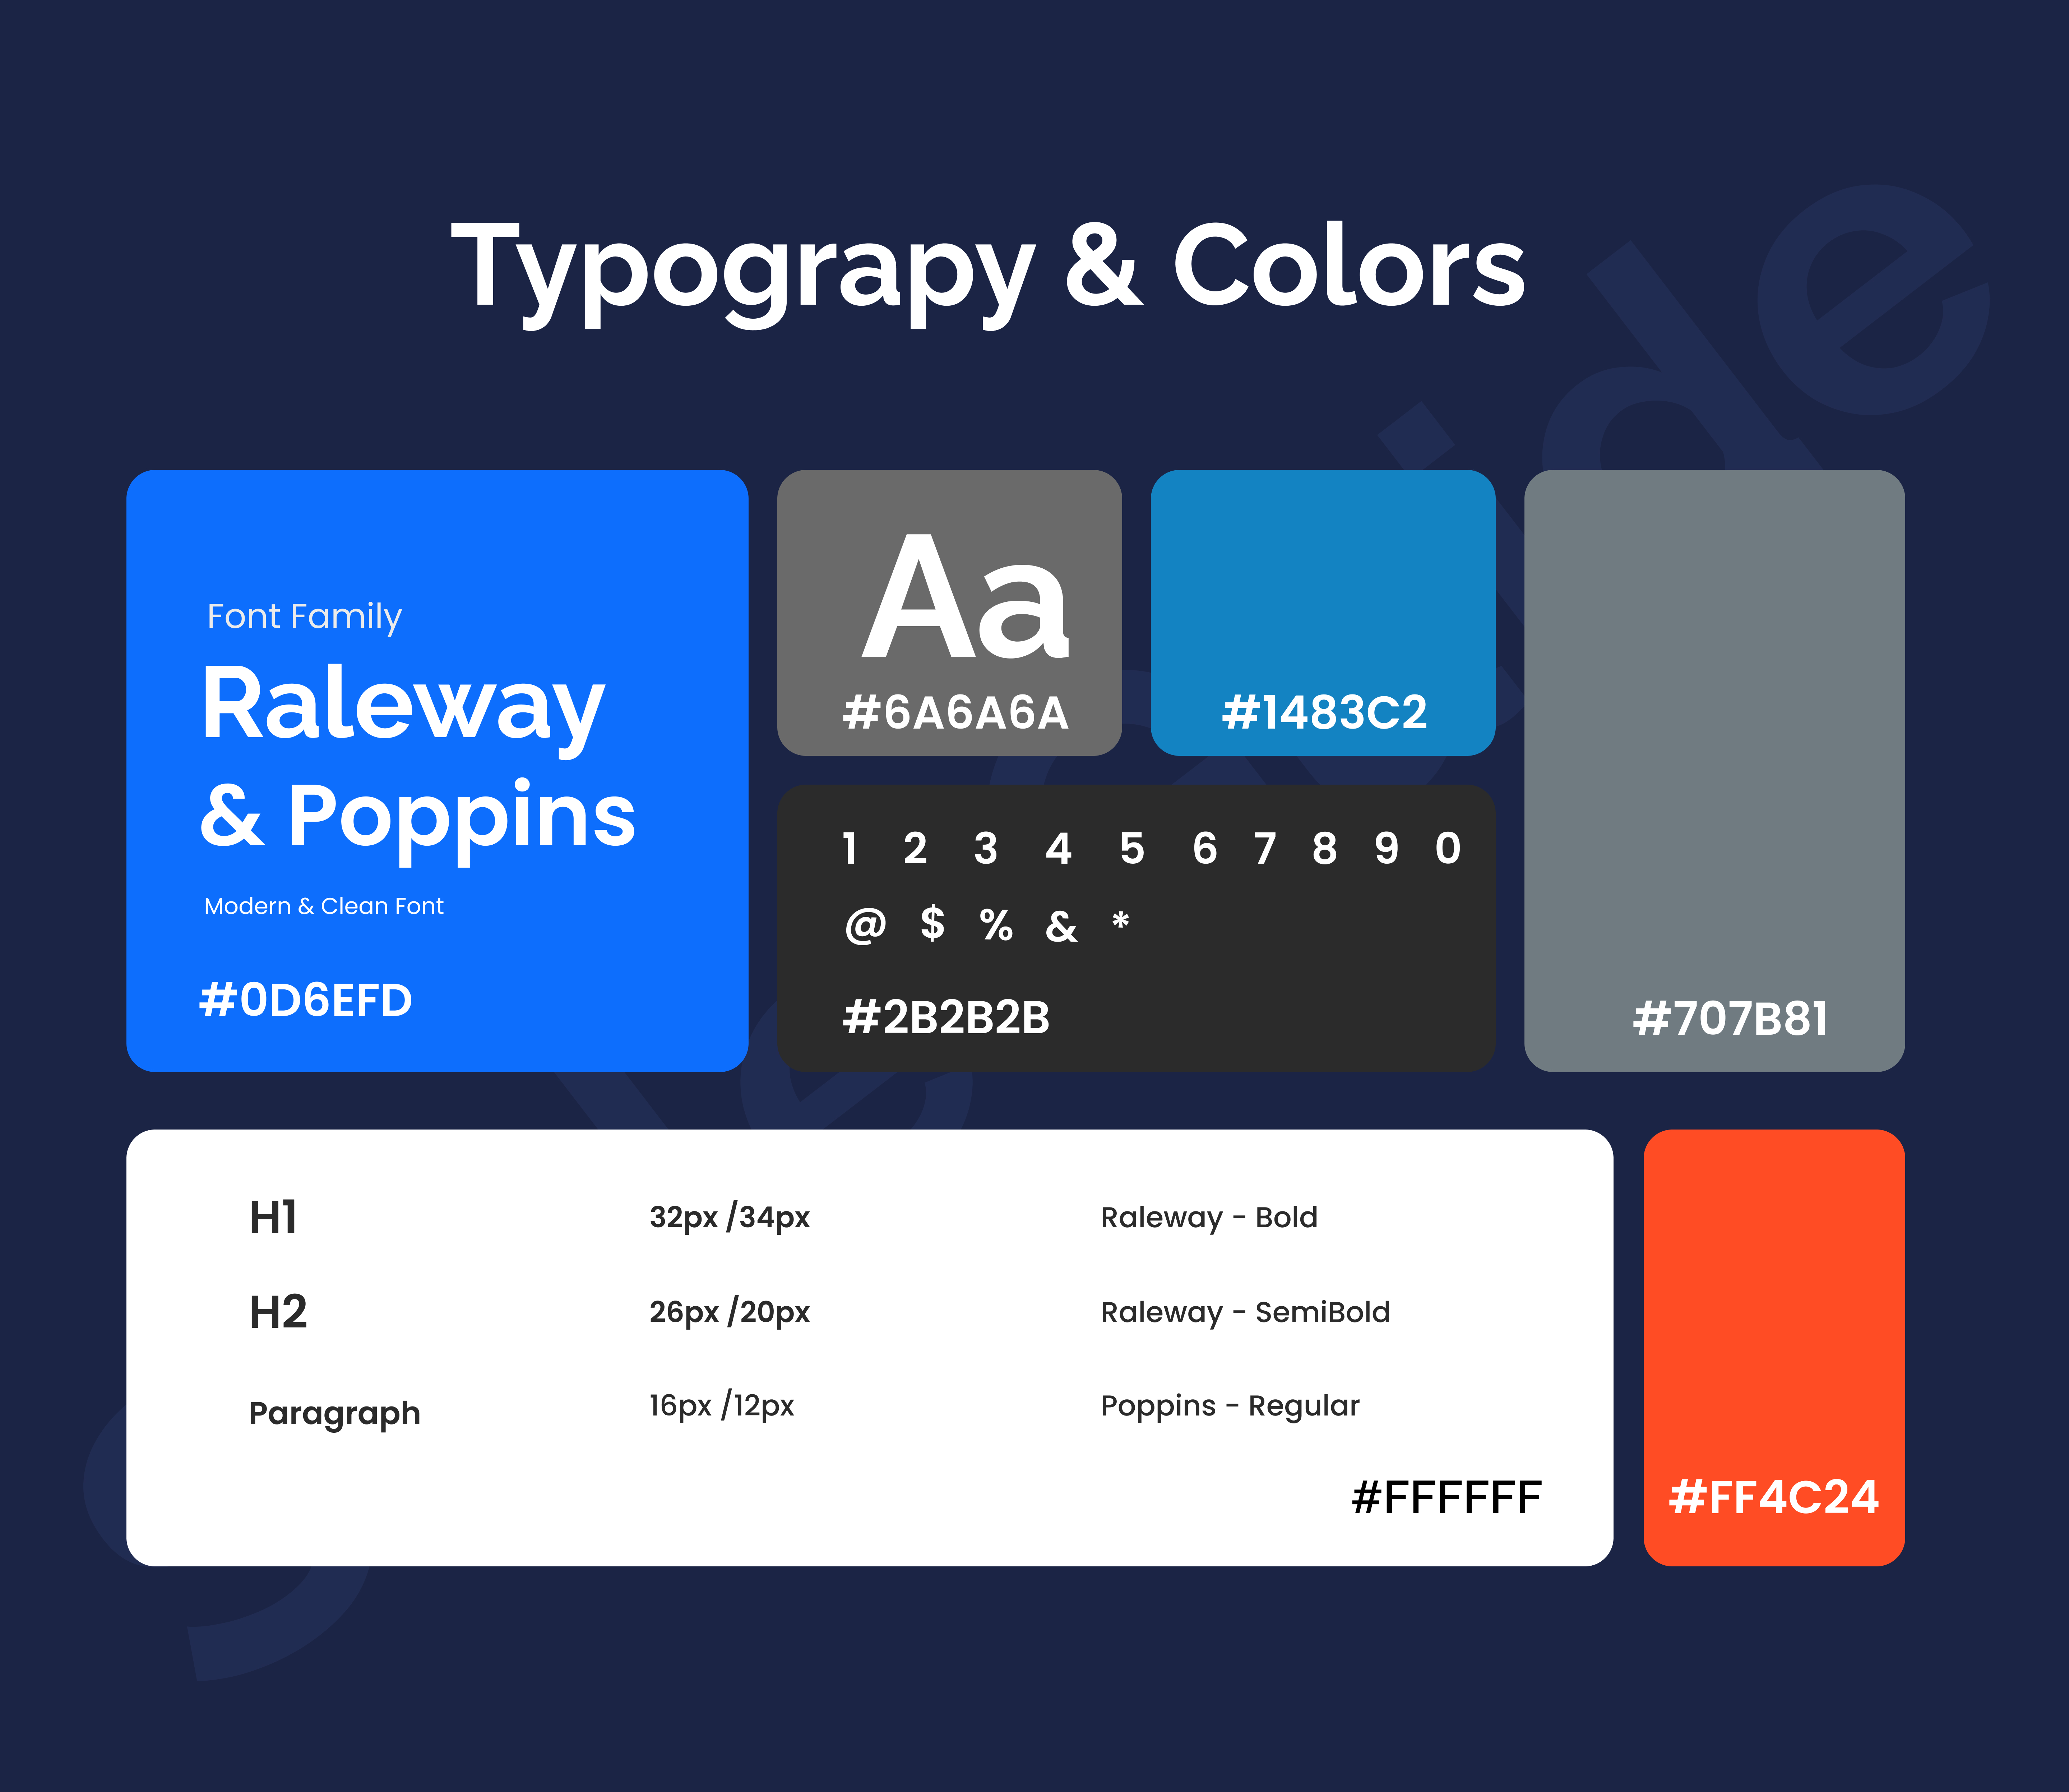 Typograpy & Colors
Font Family
Raleway
& Poppins
Modern & Clean Font
#0D6EFD
Aa
#6A6A6A
#1483C2
1 2 3 4 5 6 7 8 9 0
@ $ % & *
#2B2B2B
#707B81
H1 32px /34px Raleway - Bold
H2 26px /20px Raleway - SemiBold
Paragraph 16px /12px Poppins - Regular
#FFFFFF
#FF4C24